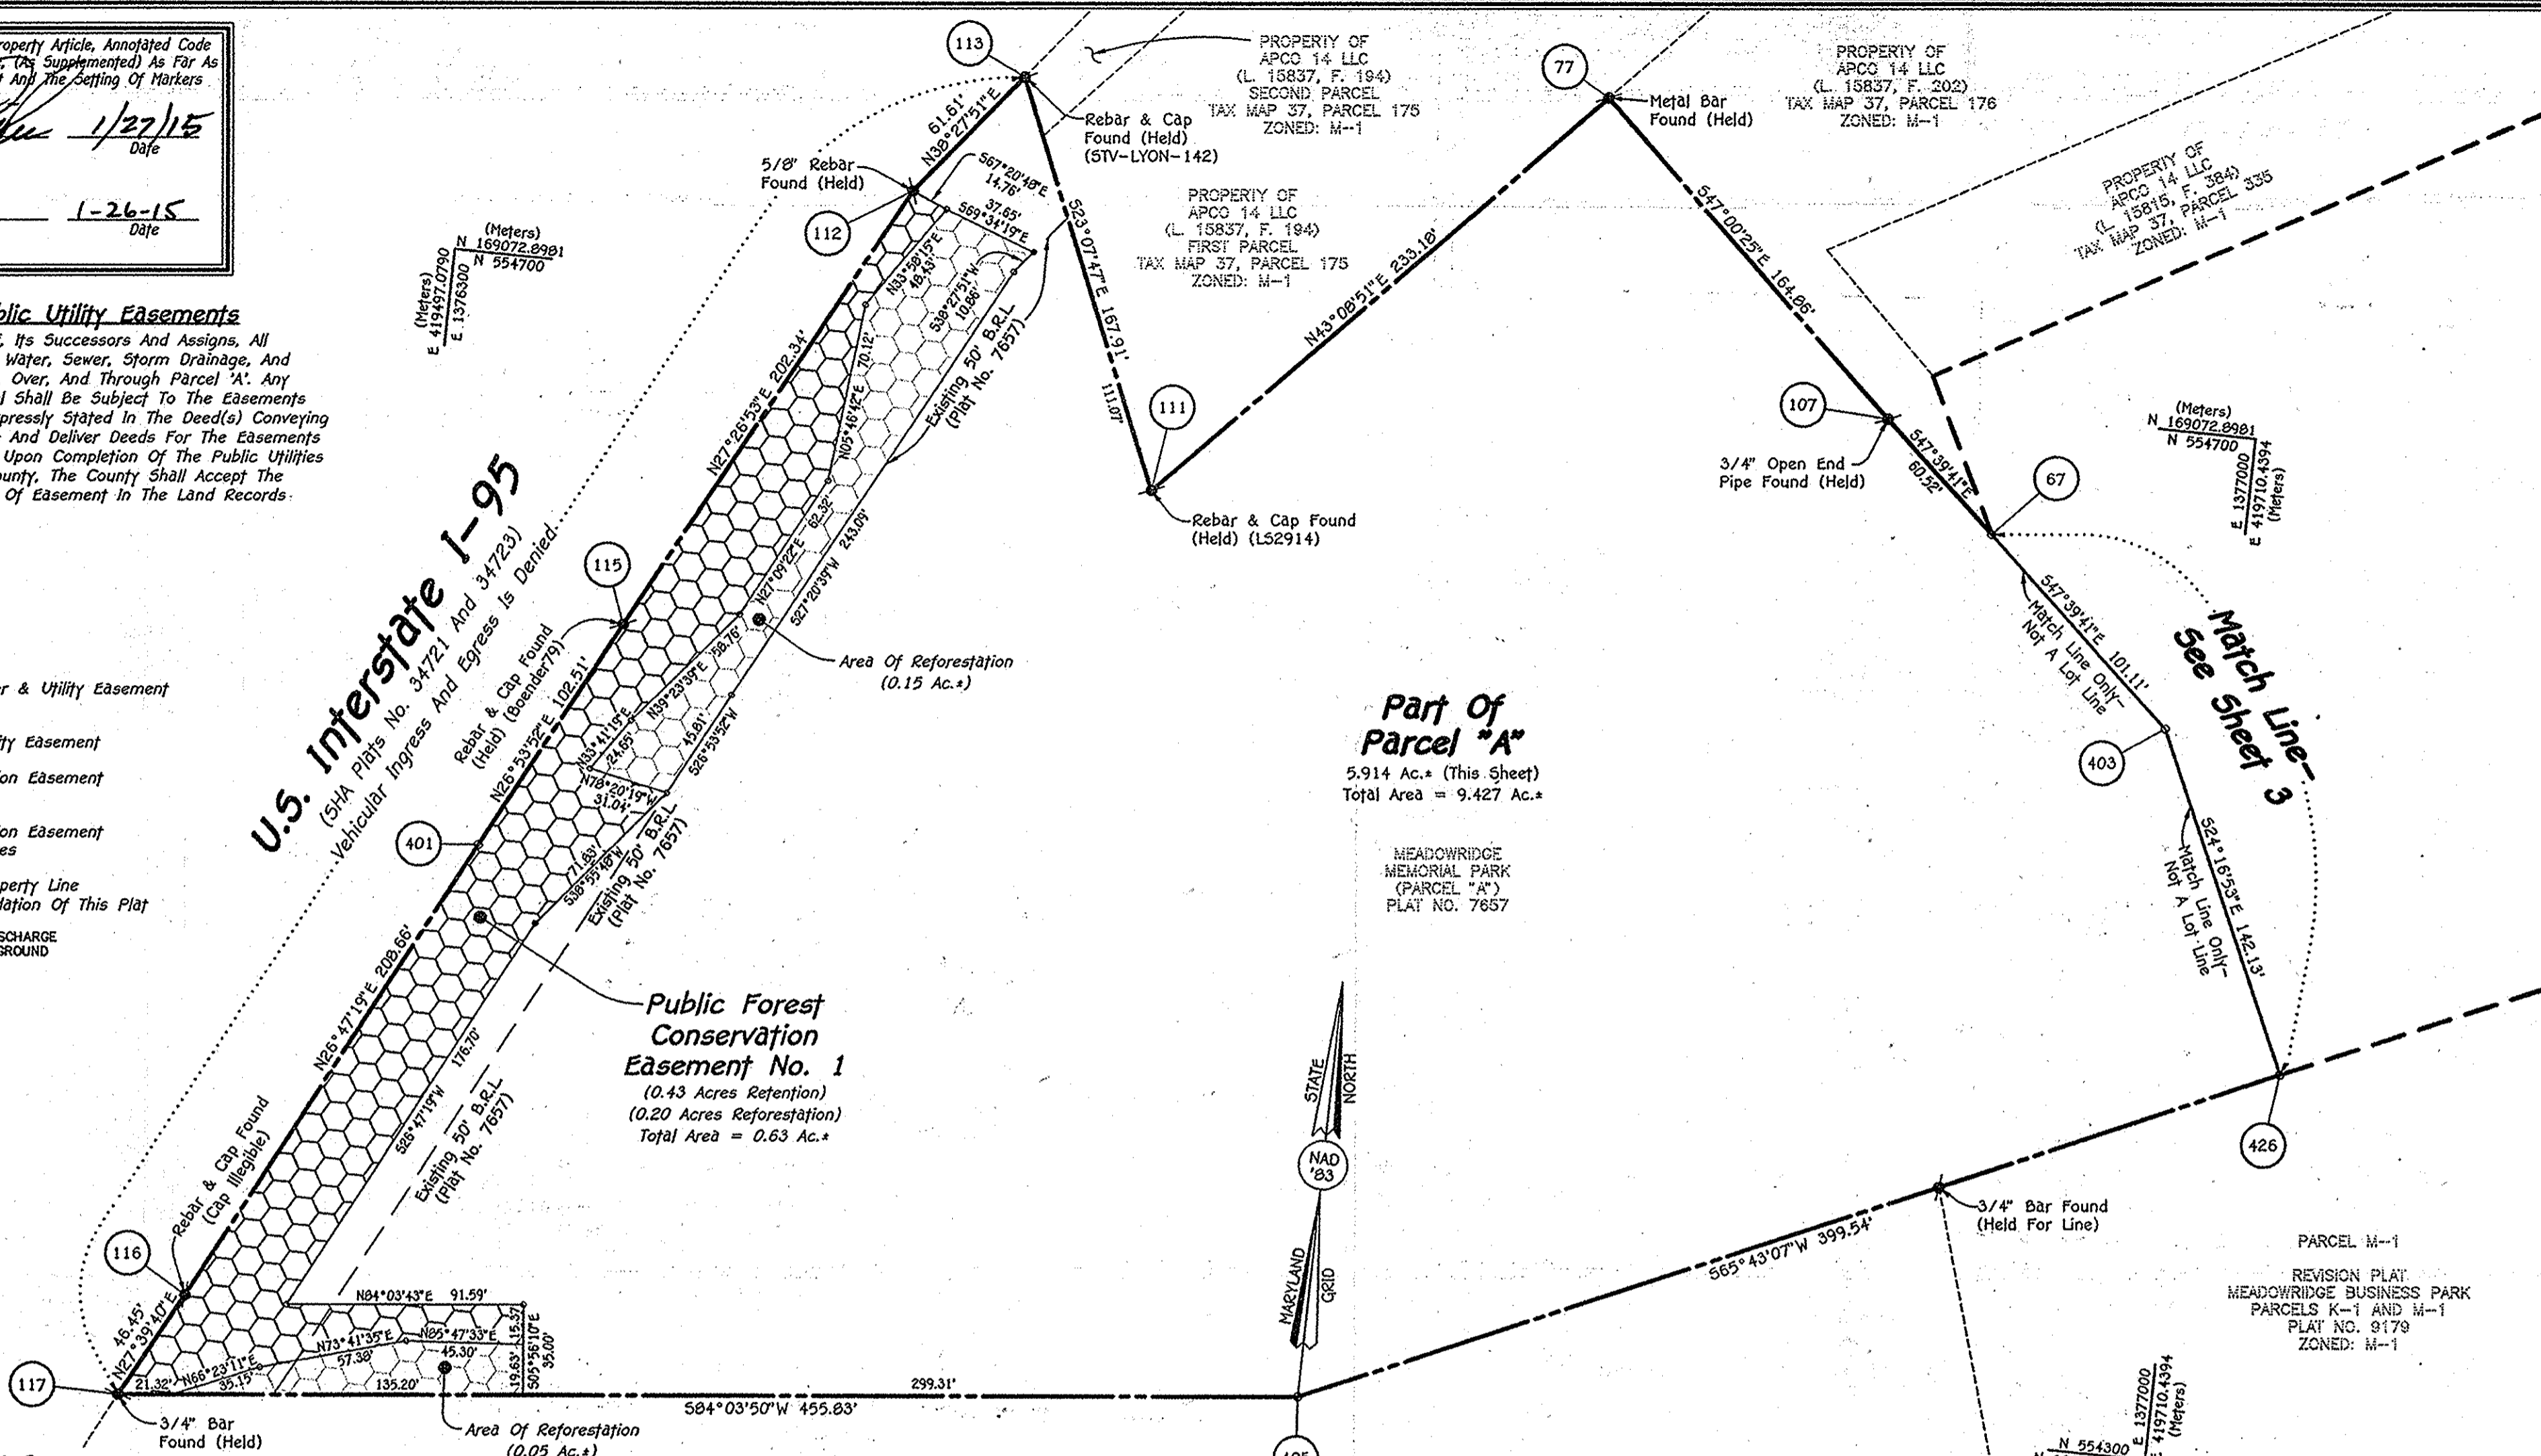 roperty Article, Annotated Code
(As Supplemented) As Far As
t And The Setting Of Markers
1/27/15
Date
1-26-15
Date
blic Utility Easements
Its Successors And Assigns, All
Water, Sewer, Storm Drainage, And
Over, And Through Parcel 'A'. Any
l Shall Be Subject To The Easements
pressly Stated In The Deed(s) Conveying
And Deliver Deeds For The Easements
Upon Completion Of The Public Utilities
ounty, The County Shall Accept The
Of Easement In The Land Records.
r & Utility Easement
ty Easement
on Easement
on Easement
es
perty Line
dation Of This Plat
SCHARGE
GROUND
(Meters)
N 169072.8981
N 554700
(Meters)
E 419497.0790
E 1376300
U.S. Interstate I-95
(SHA Plats No. 34721 And 34723)
Vehicular Ingress And Egress Is Denied
113
61.61'
N38°27'51"E
5/8" Rebar
Found (Held)
112
Rebar & Cap
Found (Held)
(STV-LYON-142)
S67°20'48"E
14.76'
37.65'
S69°34'19"E
N33°58'15"E
48.43'
S38°27'51"W
10.86'
Existing 50' B.R.L.
(Plat No. 7657)
S23°07'47"E 167.91'
111.07'
N27°26'53"E 202.34'
N05°46'42"E 70.12'
62.32'
N27°09'22"E
243.09'
S27°20'39"W
115
Rebar & Cap Found
(Held) (Boender79)
N26°53'52"E 102.51'
N39°23'39"E 58.76'
N33°41'19"E
24.65'
45.81'
S26°53'52"W
N78°20'19"W
31.04'
Area Of Reforestation
(0.15 Ac.±)
401
71.83'
S38°55'48"W
Existing 50' B.R.L.
(Plat No. 7657)
N26°47'19"E 208.66'
Public Forest
Conservation
Easement No. 1
(0.43 Acres Retention)
(0.20 Acres Reforestation)
Total Area = 0.63 Ac.±
176.70'
S26°47'19"W
Existing 50' B.R.L.
(Plat No. 7657)
Rebar & Cap Found
(Cap Illegible)
116
46.45'
N27°39'40"E
117
3/4" Bar
Found (Held)
N84°03'43"E 91.59'
N73°41'35"E
57.38'
N85°47'33"E
45.30'
N66°23'11"E
35.15'
21.32'
135.20'
15.37'
19.63'
S05°56'10"E
35.00'
299.31'
S84°03'50"W 455.83'
Area Of Reforestation
(0.05 Ac.±)
PROPERTY OF
APCO 14 LLC
(L. 15837, F. 194)
SECOND PARCEL
TAX MAP 37, PARCEL 175
ZONED: M-1
PROPERTY OF
APCO 14 LLC
(L. 15837, F. 194)
FIRST PARCEL
TAX MAP 37, PARCEL 175
ZONED: M-1
111
Rebar & Cap Found
(Held) (LS2914)
N43°08'51"E 233.18'
77
Metal Bar
Found (Held)
PROPERTY OF
APCO 14 LLC
(L. 15837, F. 202)
TAX MAP 37, PARCEL 176
ZONED: M-1
S47°00'25"E 164.86'
PROPERTY OF
APCO 14 LLC
(L. 15815, F. 384)
TAX MAP 37, PARCEL 335
ZONED: M-1
107
3/4" Open End
Pipe Found (Held)
S47°39'41"E
60.52'
67
(Meters)
N 169072.8981
N 554700
E 1377000
E 419710.4394
(Meters)
S47°39'41"E 101.11'
Match Line Only-
Not A Lot Line
Match Line-
See Sheet 3
403
S24°16'53"E 142.13'
Match Line Only-
Not A Lot Line
426
Part Of
Parcel "A"
5.914 Ac.± (This Sheet)
Total Area = 9.427 Ac.±
MEADOWRIDGE
MEMORIAL PARK
(PARCEL "A")
PLAT NO. 7657
STATE
NORTH
NAD
'83
MARYLAND
GRID
3/4" Bar Found
(Held For Line)
S65°43'07"W 399.54'
PARCEL M-1
REVISION PLAT
MEADOWRIDGE BUSINESS PARK
PARCELS K-1 AND M-1
PLAT NO. 9179
ZONED: M-1
N 554300
E 1377000
419710.4394
(Meters)